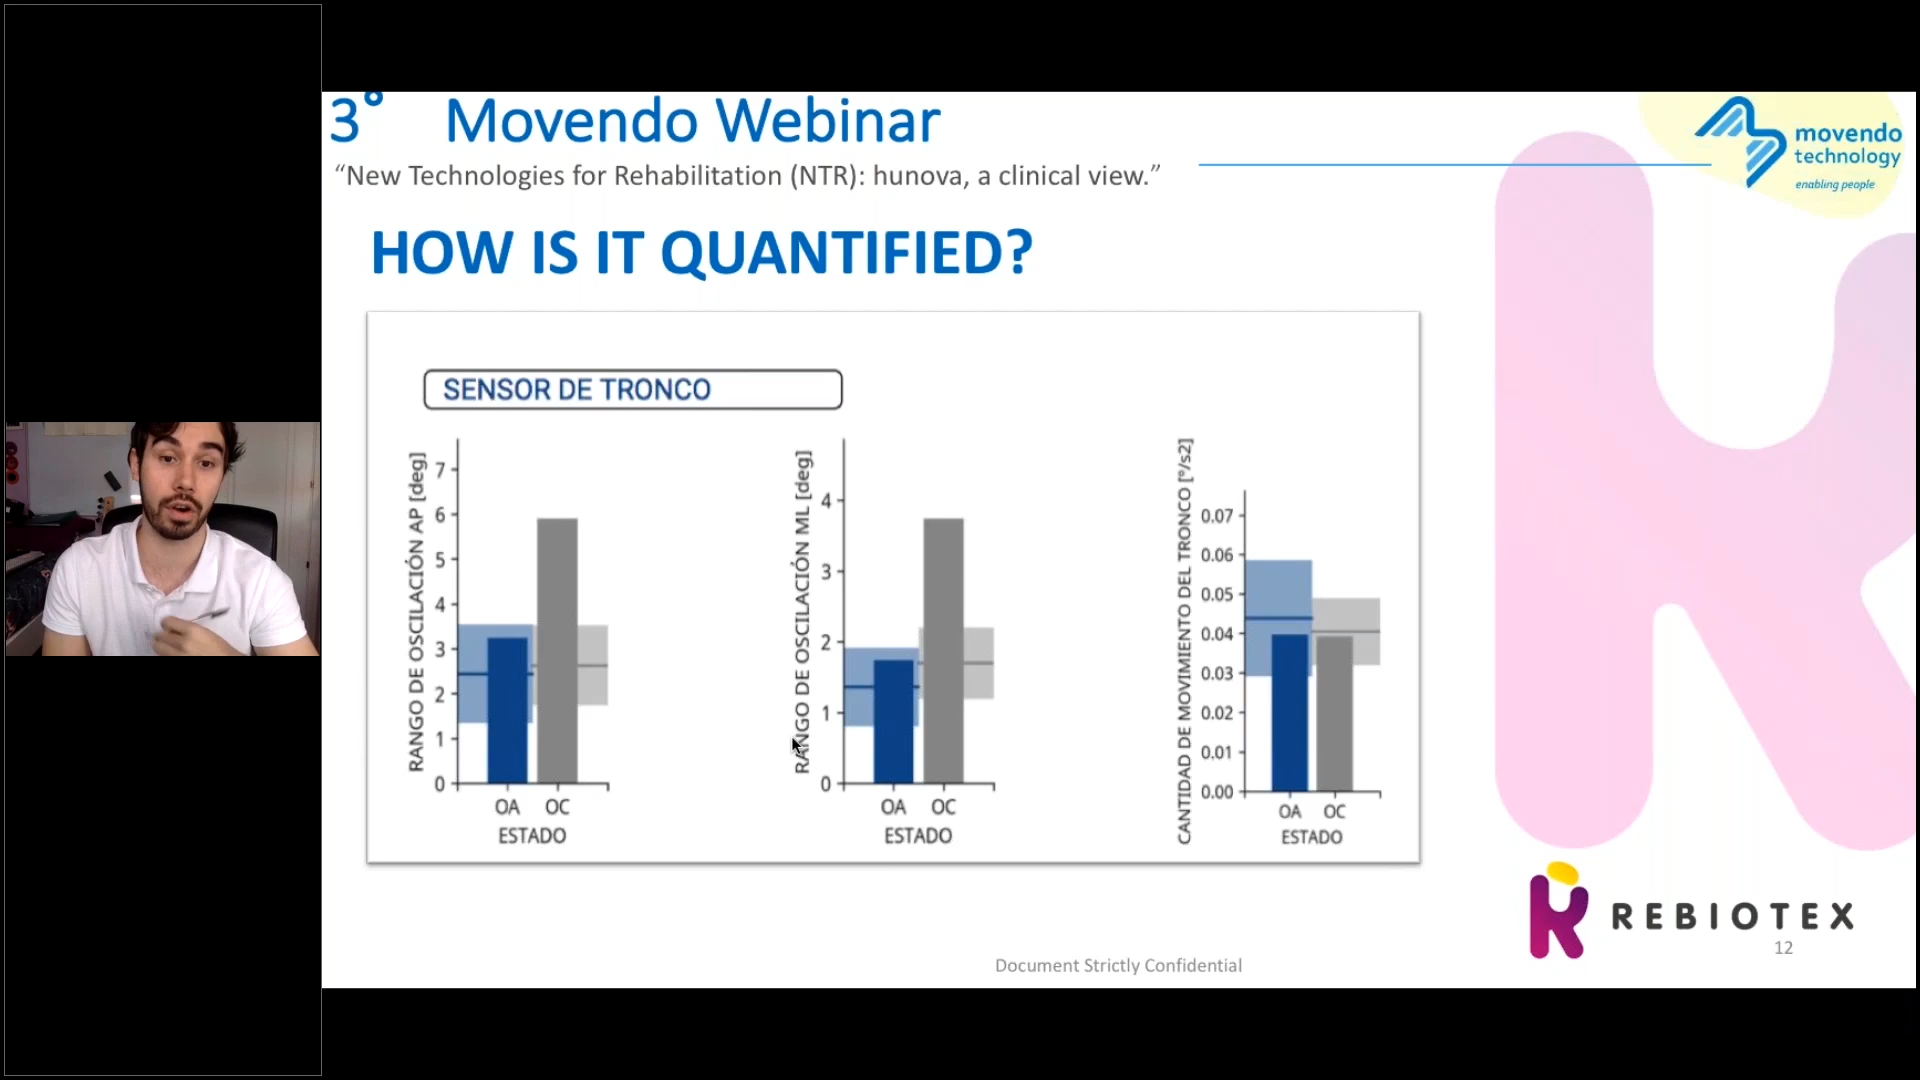 3° Movendo Webinar
“New Technologies for Rehabilitation (NTR): hunova, a clinical view.”
movendo
technology
enabling people
HOW IS IT QUANTIFIED?
SENSOR DE TRONCO
RANGO DE OSCILACIÓN AP [deg]
7
6
5
4
3
2
1
0
OA OC
ESTADO
RANGO DE OSCILACIÓN ML [deg]
4
3
2
1
0
OA OC
ESTADO
CANTIDAD DE MOVIMIENTO DEL TRONCO [°/s2]
0.07
0.06
0.05
0.04
0.03
0.02
0.01
0.00
OA OC
ESTADO
REBIOTEX
12
Document Strictly Confidential